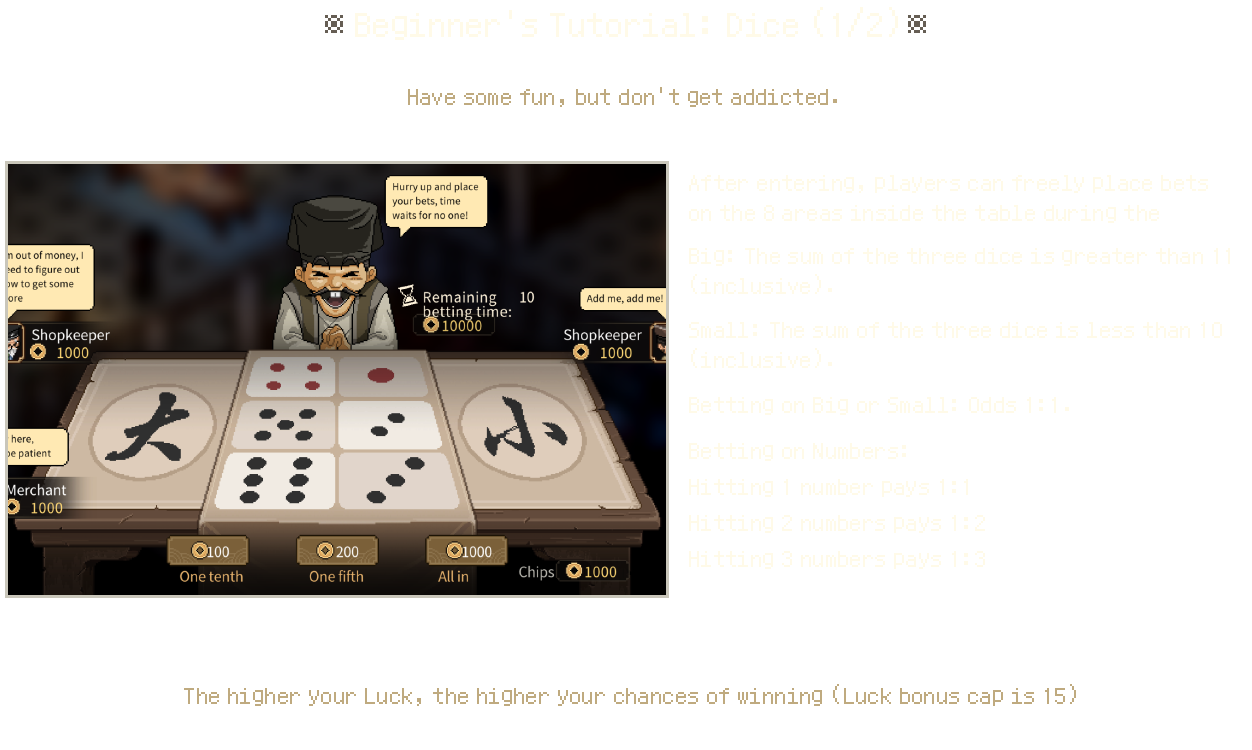 Beginner's Tutorial: Dice (1/2)
Have some fun, but don't get addicted.
Hurry up and place
your bets, time
waits for no one!
m out of money, I
eed to figure out
ow to get some
ore
Remaining
betting time:
10
10000
Add me, add me!
Shopkeeper
1000
Shopkeeper
1000
大
小
here,
be patient
Merchant
1000
100
200
1000
One tenth
One fifth
All in
Chips
1000
After entering, players can freely place bets
on the 8 areas inside the table during the
Big: The sum of the three dice is greater than 11
(inclusive).
Small: The sum of the three dice is less than 10
(inclusive).
Betting on Big or Small: Odds 1:1.
Betting on Numbers:
Hitting 1 number pays 1:1
Hitting 2 numbers pays 1:2
Hitting 3 numbers pays 1:3
The higher your Luck, the higher your chances of winning (Luck bonus cap is 15)